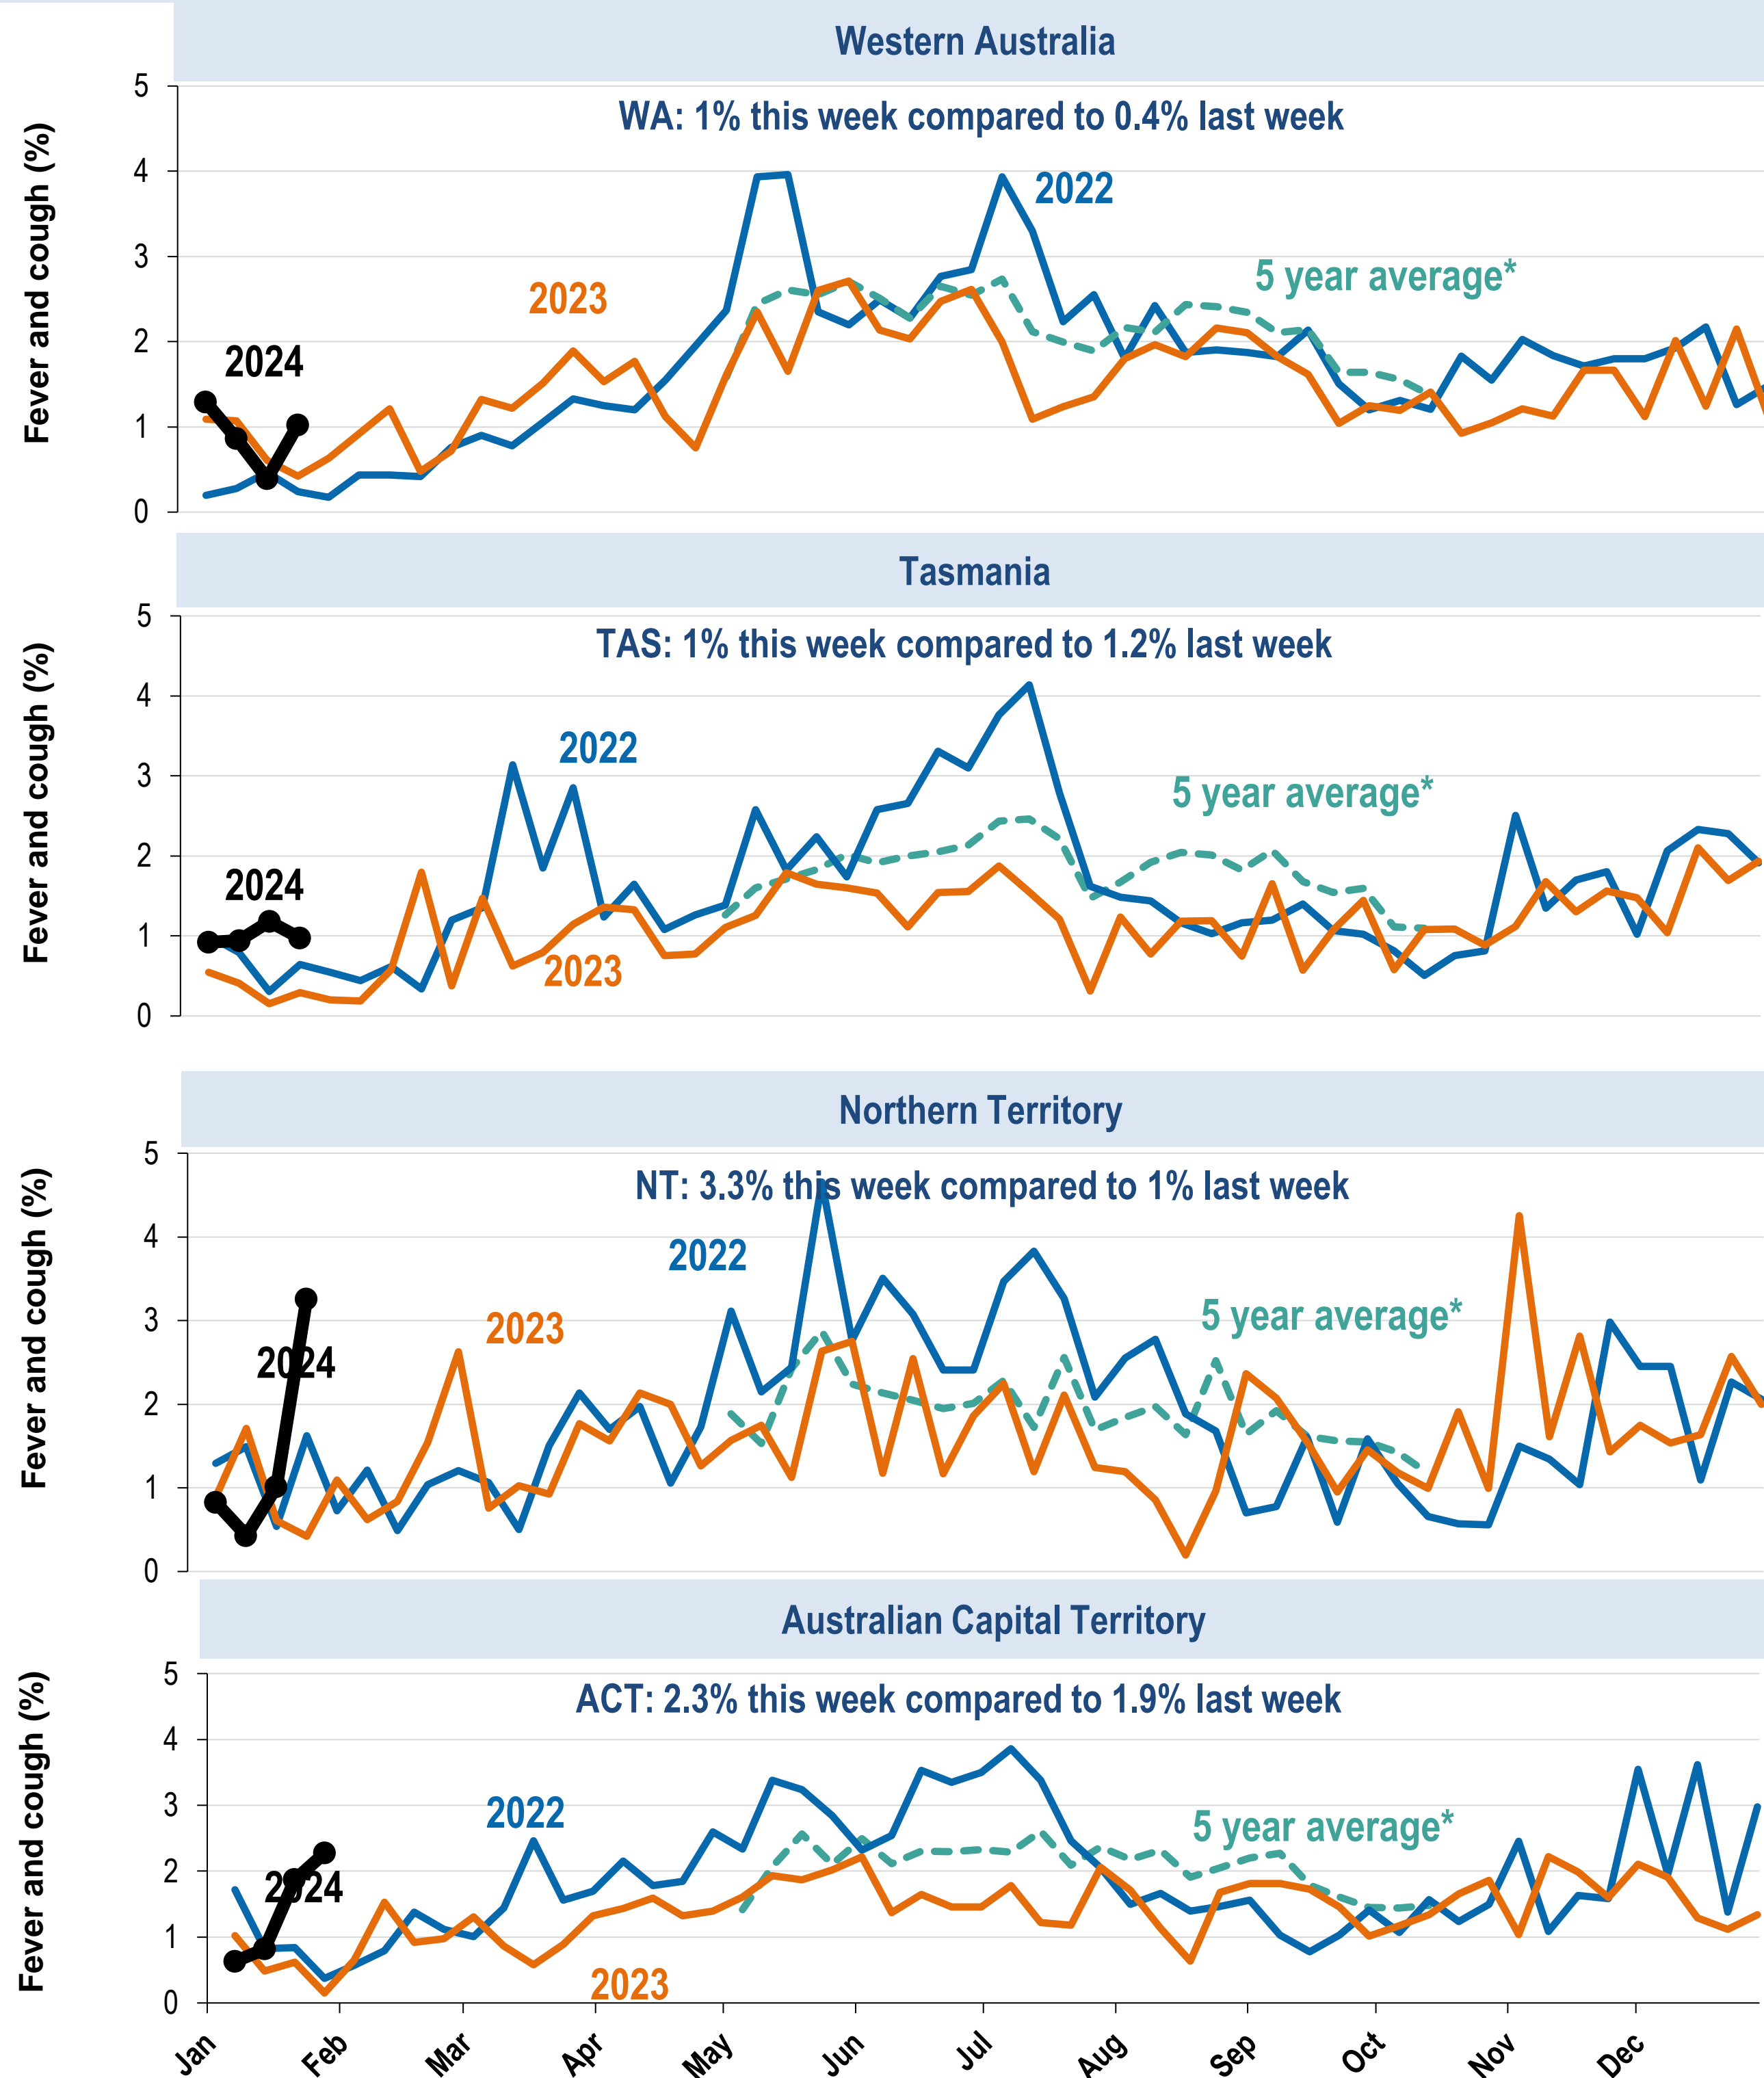 Western Australia
Fever and cough (%)
5
4
3
2
1
0
WA: 1% this week compared to 0.4% last week
2022
5 year average*
2023
2024
Tasmania
Fever and cough (%)
5
4
3
2
1
0
TAS: 1% this week compared to 1.2% last week
2022
5 year average*
2024
2023
Northern Territory
Fever and cough (%)
5
4
3
2
1
0
NT: 3.3% this week compared to 1% last week
2022
5 year average*
2023
2024
Australian Capital Territory
Fever and cough (%)
5
4
3
2
1
0
ACT: 2.3% this week compared to 1.9% last week
2022
5 year average*
2024
2023
Jan Feb Mar Apr May Jun Jul Aug Sep Oct Nov Dec